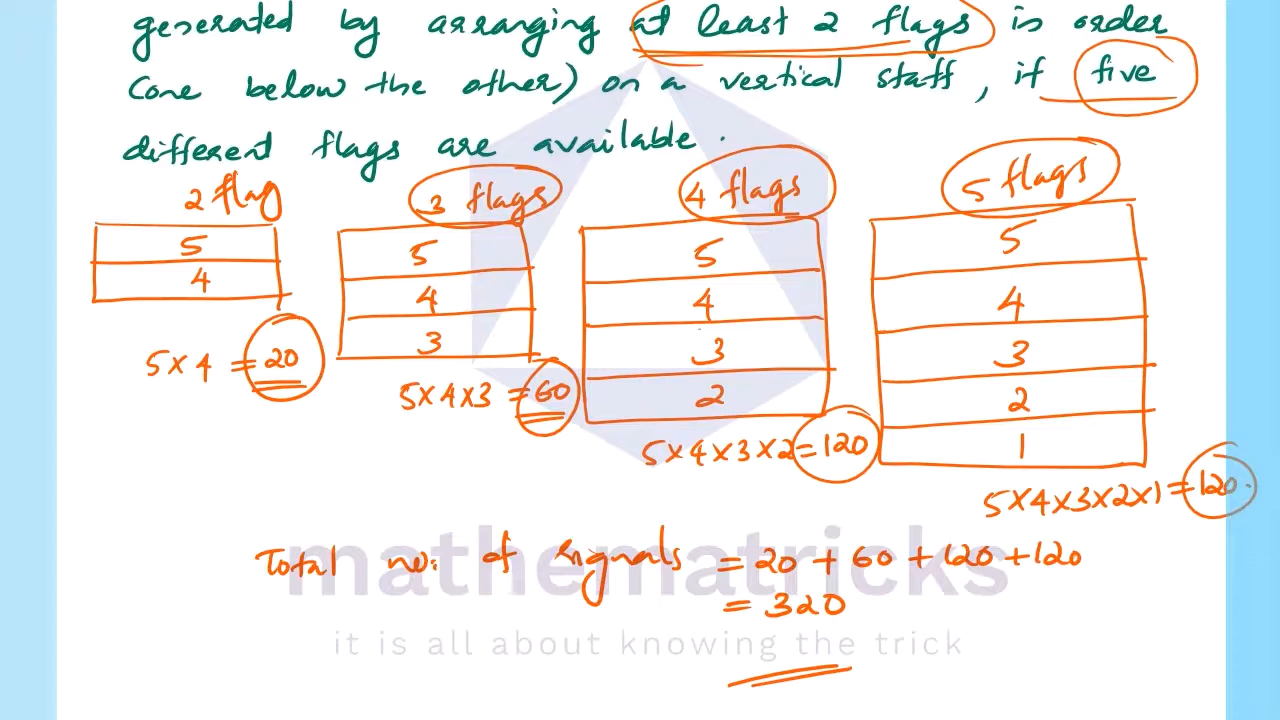 generated by arranging at least 2 flags in order
(one below the other) on a vertical staff, if five
different flags are available.
2 flag
5
4
5×4 = 20
3 flags
5
4
3
5×4×3 = 60
4 flags
5
4
3
2
5×4×3×2 = 120
5 flags
5
4
3
2
1
5×4×3×2×1 = 120.
Total no: of signals = 20 + 60 + 120 + 120
= 320
mathematricks
it is all about knowing the trick